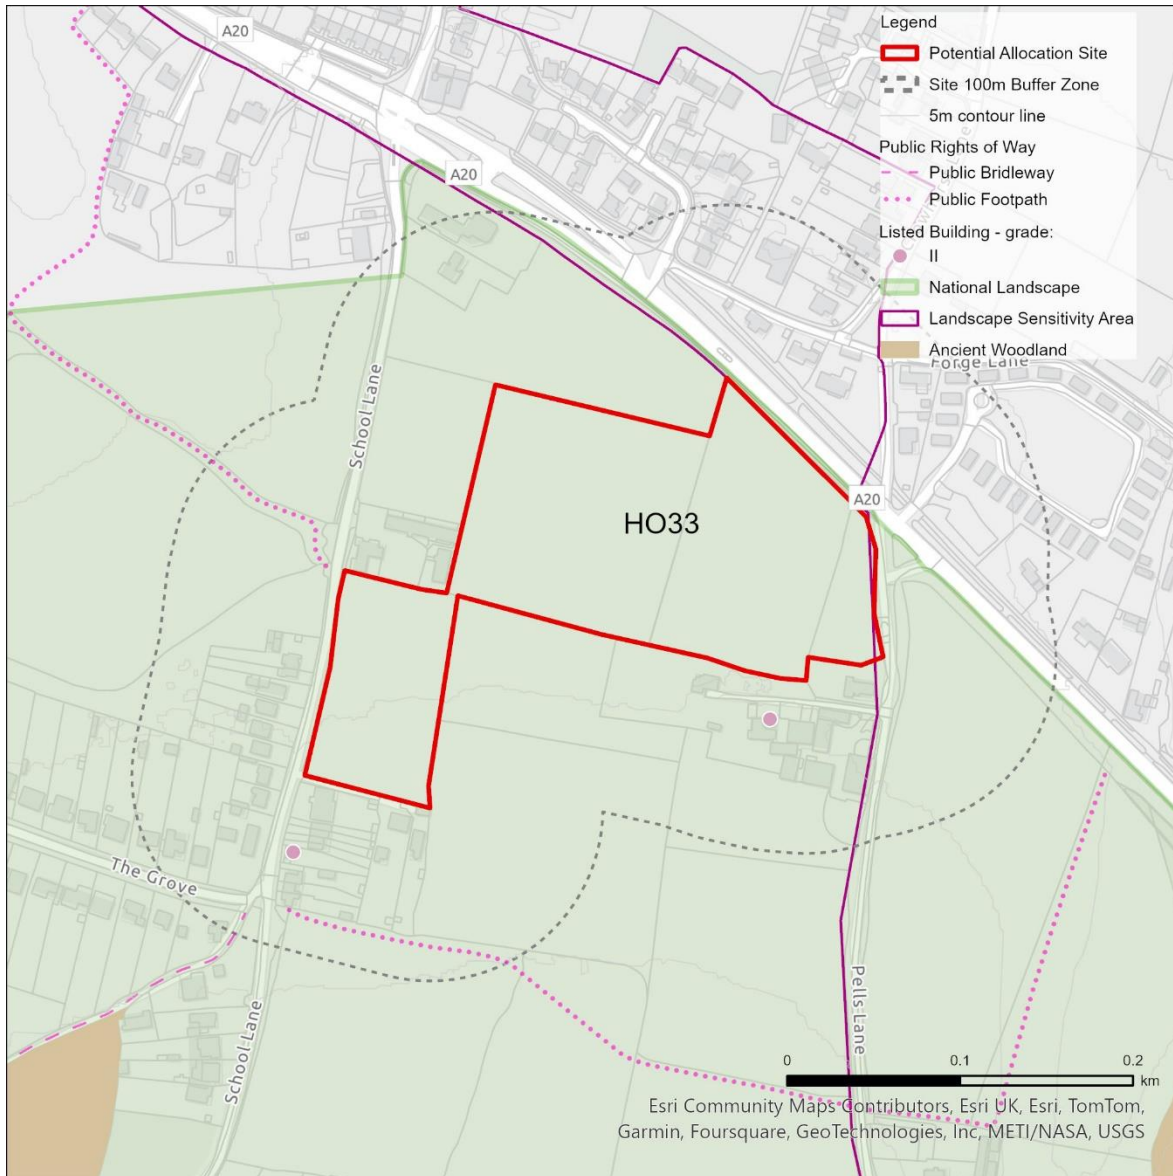 Legend
Potential Allocation Site
Site 100m Buffer Zone
5m contour line
Public Rights of Way
Public Bridleway
Public Footpath
Listed Building - grade:
II
National Landscape
Landscape Sensitivity Area
Ancient Woodland
A20
A20
Forge Lane
School Lane
A20
HO33
The Grove
School Lane
Pells Lane
0 0.1 0.2
km
Esri Community Maps Contributors, Esri UK, Esri, TomTom,
Garmin, Foursquare, GeoTechnologies, Inc, METI/NASA, USGS